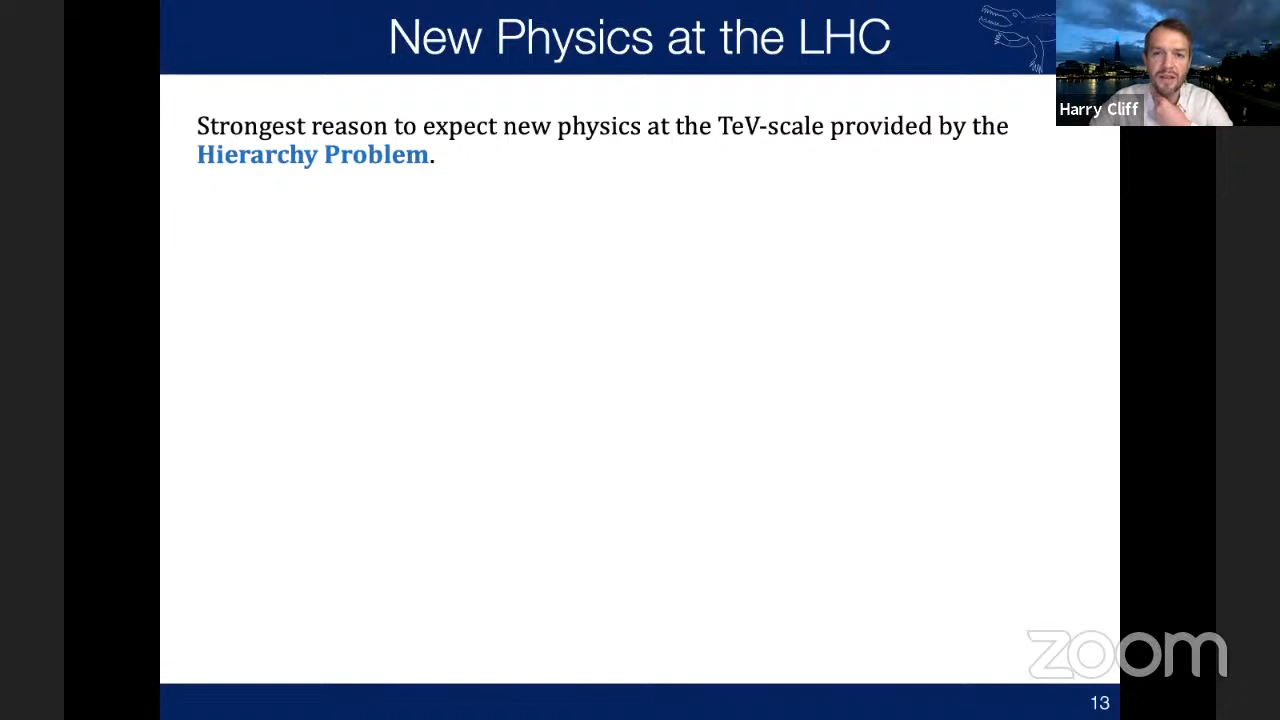 New Physics at the LHC
Harry Cliff
Strongest reason to expect new physics at the TeV-scale provided by the
Hierarchy Problem.
zoom
13